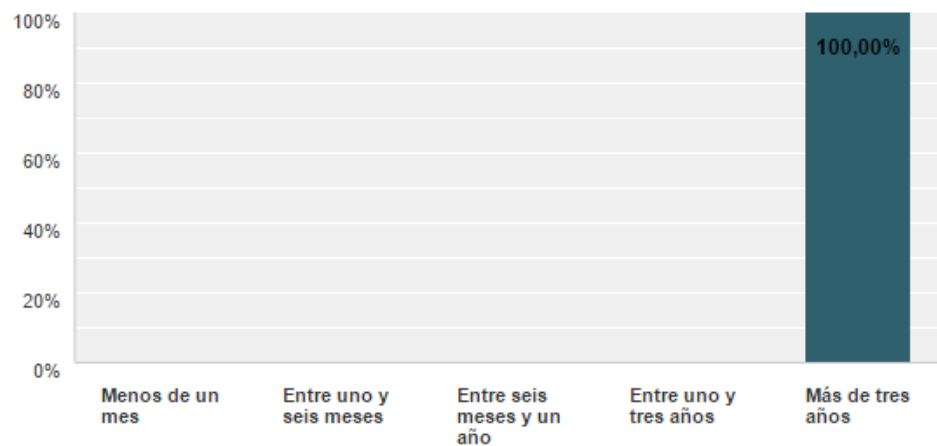 100%
100,00%
80%
60%
40%
20%
0%
Menos de un
mes
Entre uno y
seis meses
Entre seis
meses y un
año
Entre uno y
tres años
Más de tres
años